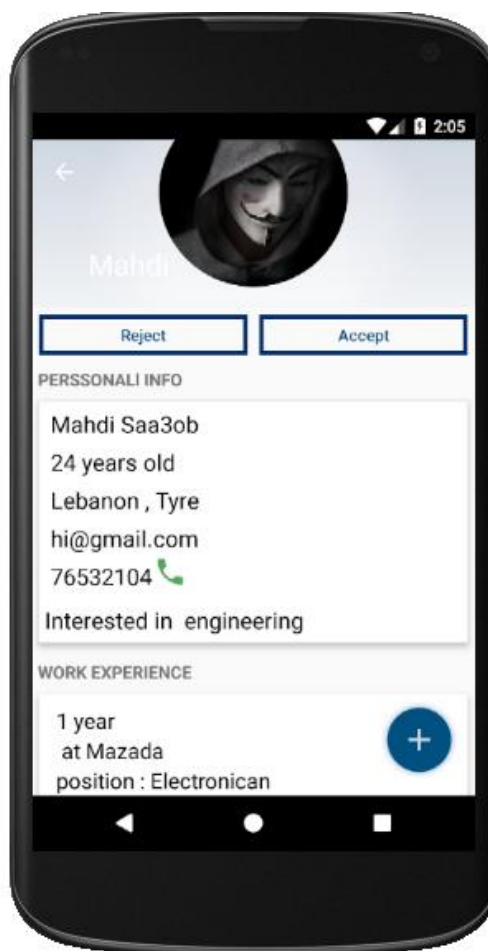 2:05
Mahdi
Reject Accept
PERSSONALI INFO
Mahdi Saa3ob
24 years old
Lebanon , Tyre
hi@gmail.com
76532104
Interested in engineering
WORK EXPERIENCE
1 year
at Mazada
position : Electronican